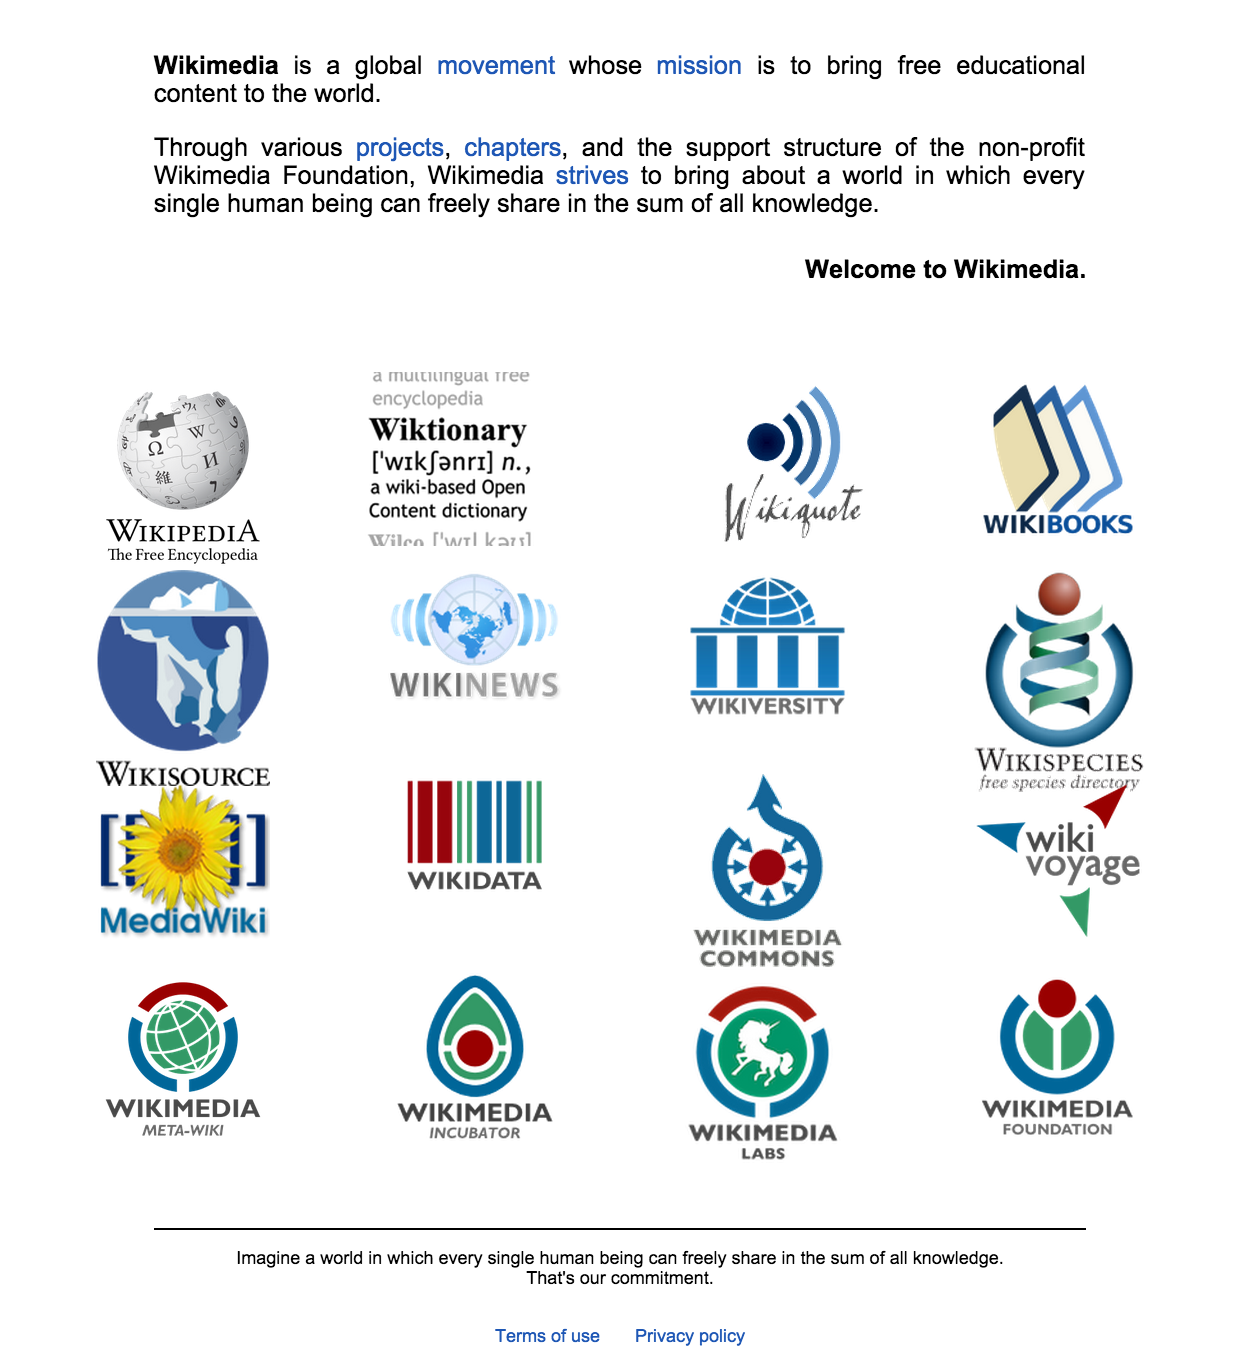 Wikimedia is a global movement whose mission is to bring free educational
content to the world.
Through various projects, chapters, and the support structure of the non-profit
Wikimedia Foundation, Wikimedia strives to bring about a world in which every
single human being can freely share in the sum of all knowledge.
Welcome to Wikimedia.
Ω W И 維 7
WIKIPEDIA
The Free Encyclopedia
a multilingual free
encyclopedia
Wiktionary
['wɪkʃənrɪ] n.,
a wiki-based Open
Content dictionary
Wilco ['wɪl kəʊ]
Wikiquote
WIKIBOOKS
WIKISOURCE
WIKINEWS
WIKIVERSITY
WIKISPECIES
free species directory
[[ ]]
MediaWiki
WIKIDATA
WIKIMEDIA
COMMONS
wiki
voyage
WIKIMEDIA
META-WIKI
WIKIMEDIA
INCUBATOR
WIKIMEDIA
LABS
WIKIMEDIA
FOUNDATION
Imagine a world in which every single human being can freely share in the sum of all knowledge.
That's our commitment.
Terms of use Privacy policy